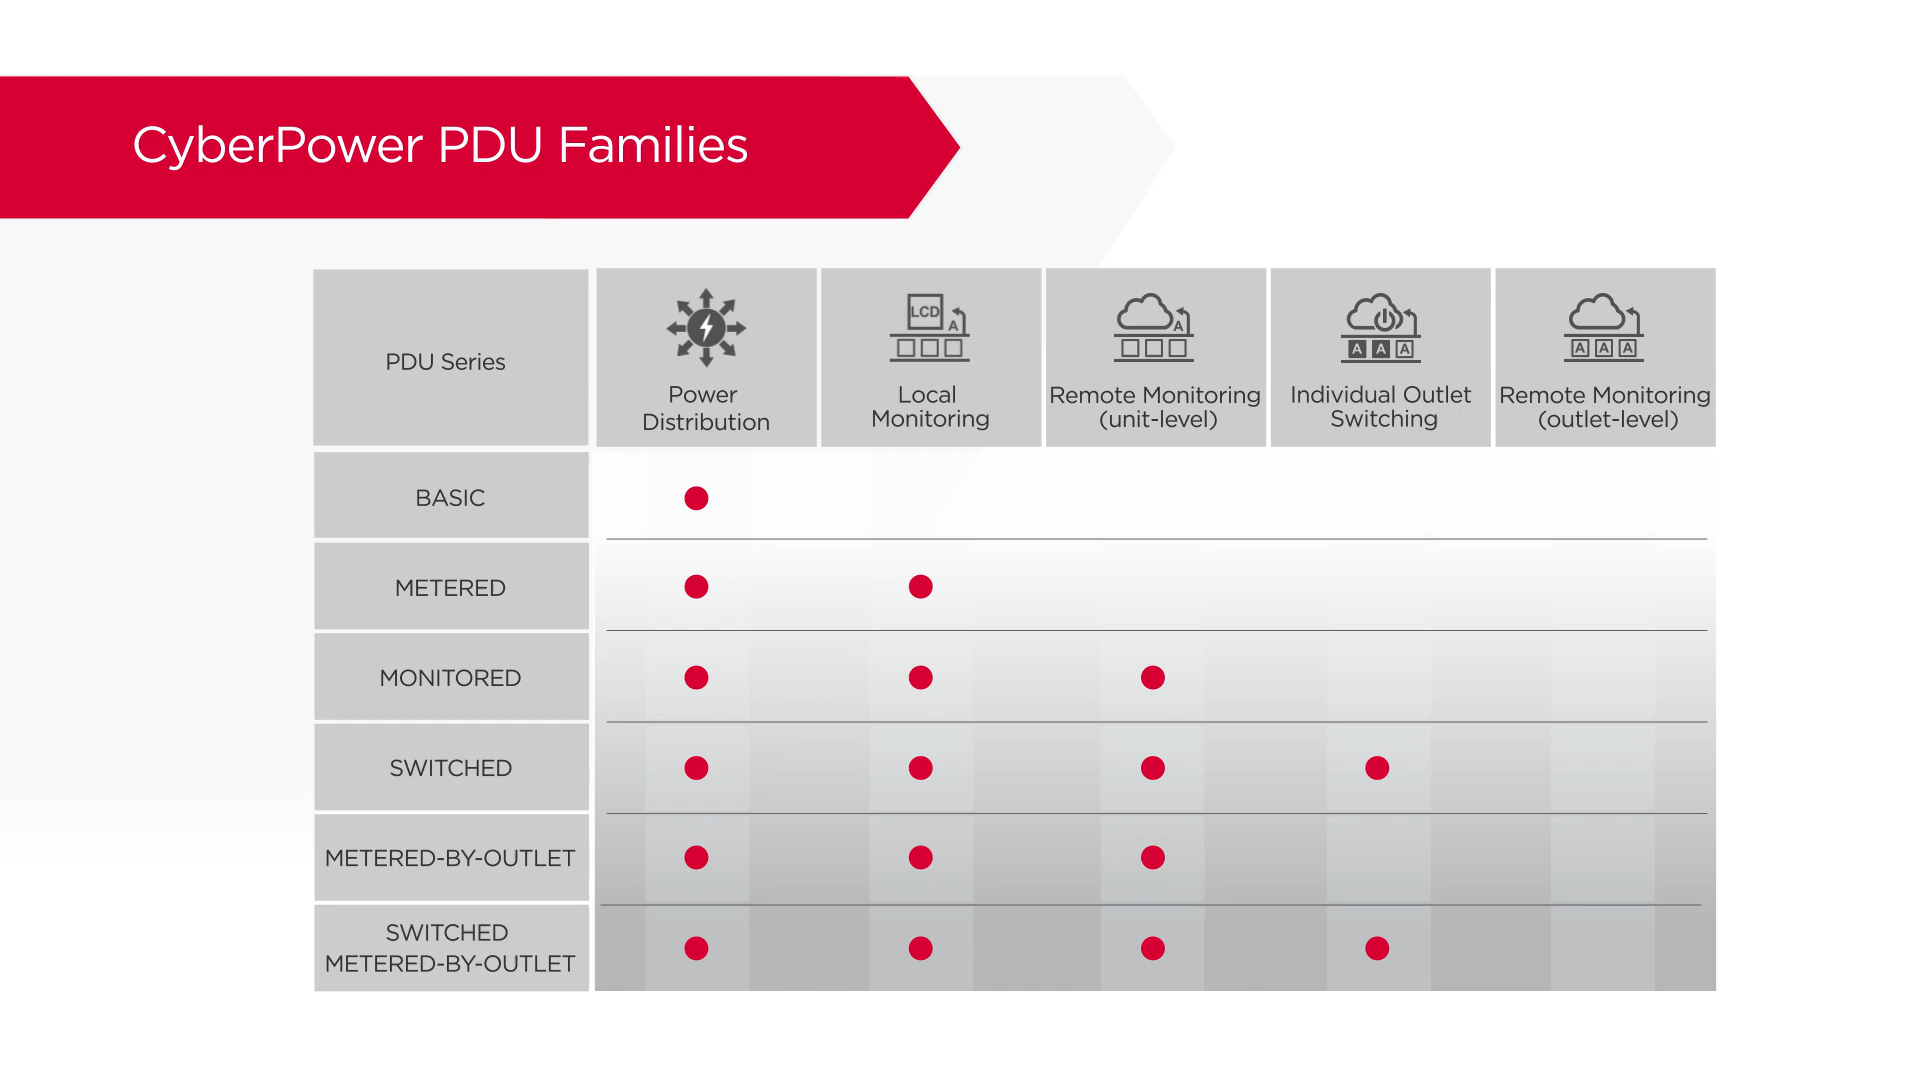 CyberPower PDU Families
PDU Series
Power
Distribution
LCD
A
Local
Monitoring
A
Remote Monitoring
(unit-level)
A A A
Individual Outlet
Switching
A A A
Remote Monitoring
(outlet-level)
BASIC
METERED
MONITORED
SWITCHED
METERED-BY-OUTLET
SWITCHED
METERED-BY-OUTLET